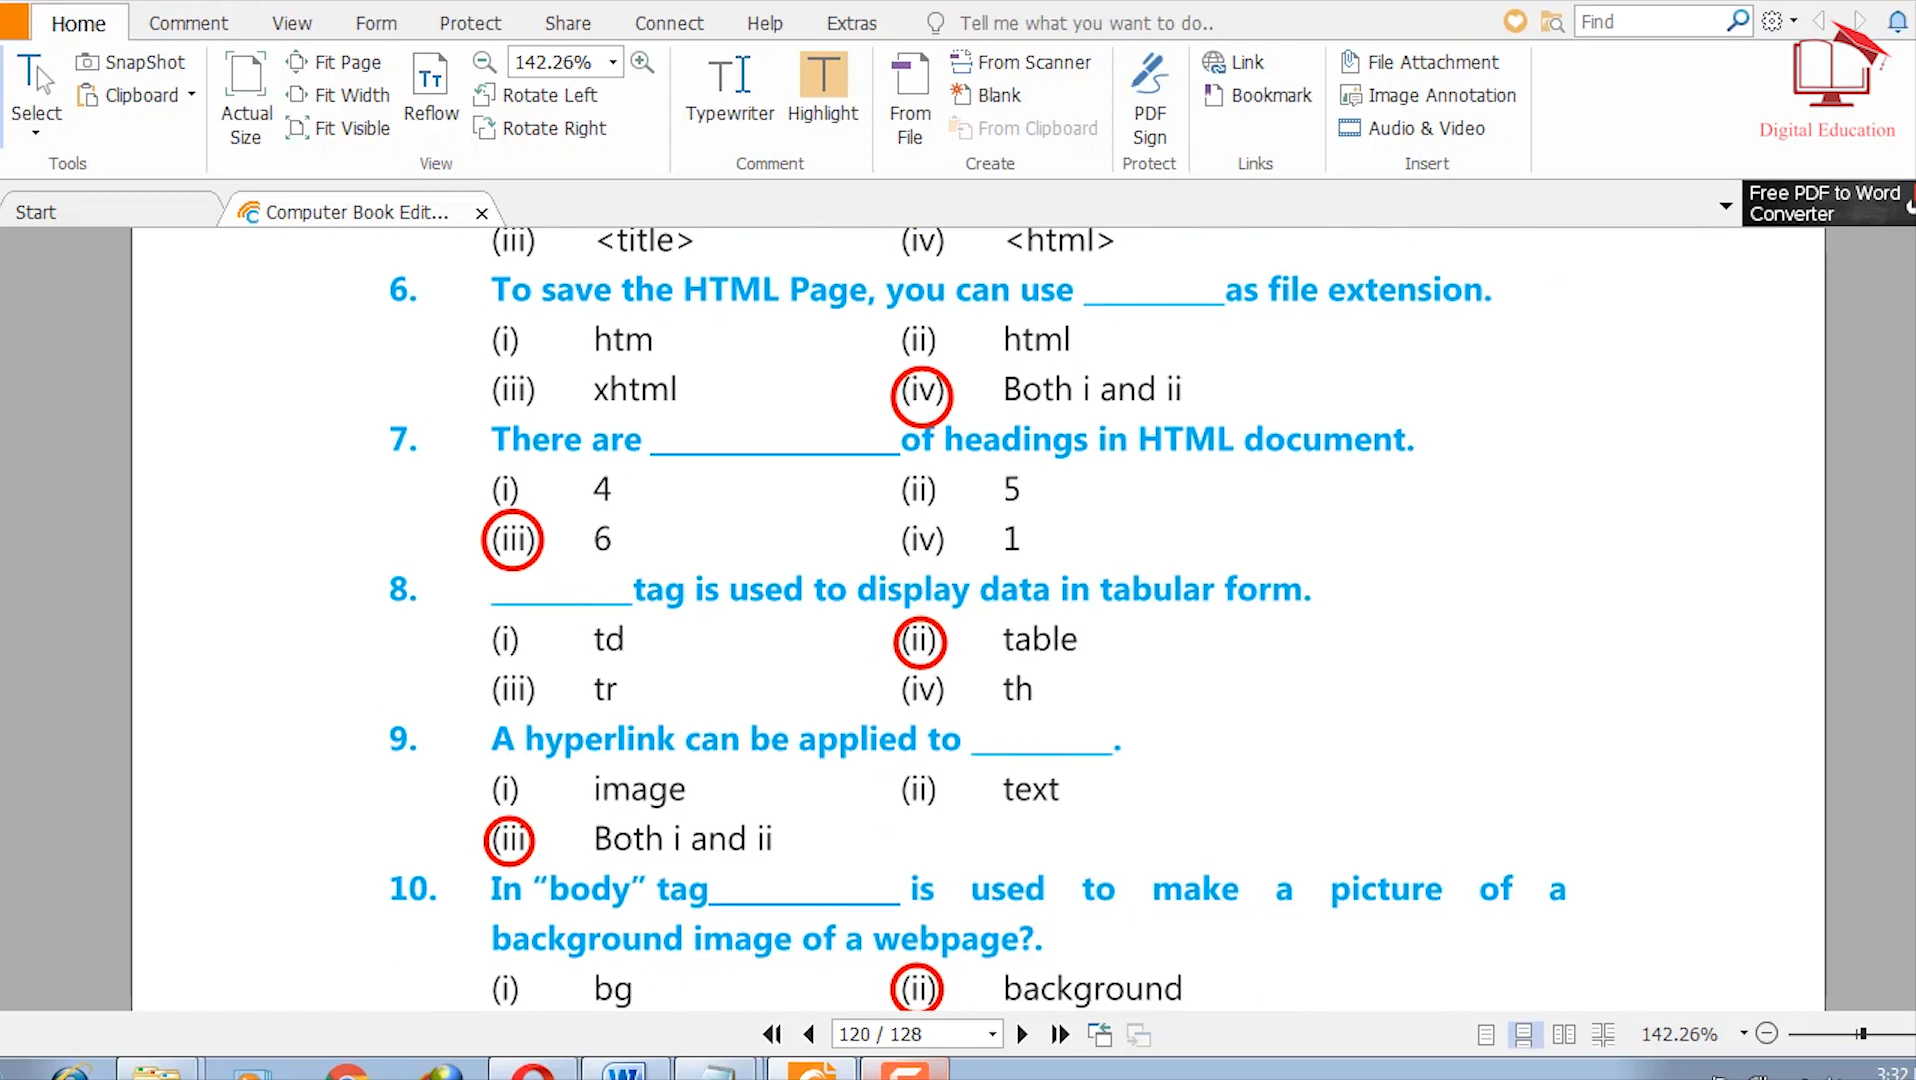 Home Comment View Form Protect Share Connect Help Extras Tell me what you want to do.. Find
SnapShot Fit Page 142.26% From Scanner Link File Attachment
Select Clipboard Actual Size Fit Width Reflow Rotate Left Typewriter Highlight From File Blank PDF Sign Bookmark Image Annotation
Fit Visible Rotate Right From Clipboard Audio & Video
Digital Education
Tools View Comment Create Protect Links Insert
Start Computer Book Edit... Free PDF to Word
Converter
(iii) <title> (iv) <html>
6. To save the HTML Page, you can use ________as file extension.
(i) htm (ii) html
(iii) xhtml (iv) Both i and ii
7. There are ______________of headings in HTML document.
(i) 4 (ii) 5
(iii) 6 (iv) 1
8. ________tag is used to display data in tabular form.
(i) td (ii) table
(iii) tr (iv) th
9. A hyperlink can be applied to ________.
(i) image (ii) text
(iii) Both i and ii
10. In “body” tag___________ is used to make a picture of a
background image of a webpage?.
(i) bg (ii) background
120 / 128 142.26%
3:32